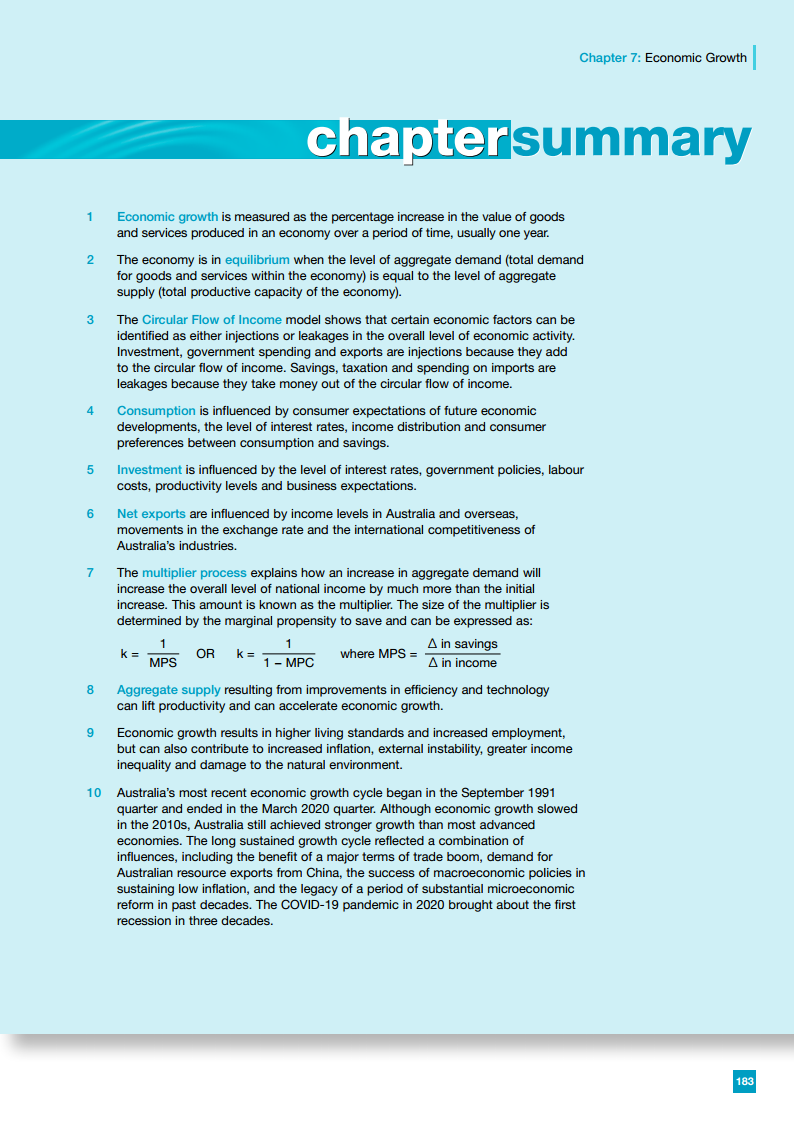 Chapter 7: Economic Growth
chaptersummary
1 Economic growth is measured as the percentage increase in the value of goods
and services produced in an economy over a period of time, usually one year.
2 The economy is in equilibrium when the level of aggregate demand (total demand
for goods and services within the economy) is equal to the level of aggregate
supply (total productive capacity of the economy).
3 The Circular Flow of Income model shows that certain economic factors can be
identified as either injections or leakages in the overall level of economic activity.
Investment, government spending and exports are injections because they add
to the circular flow of income. Savings, taxation and spending on imports are
leakages because they take money out of the circular flow of income.
4 Consumption is influenced by consumer expectations of future economic
developments, the level of interest rates, income distribution and consumer
preferences between consumption and savings.
5 Investment is influenced by the level of interest rates, government policies, labour
costs, productivity levels and business expectations.
6 Net exports are influenced by income levels in Australia and overseas,
movements in the exchange rate and the international competitiveness of
Australia's industries.
7 The multiplier process explains how an increase in aggregate demand will
increase the overall level of national income by much more than the initial
increase. This amount is known as the multiplier. The size of the multiplier is
determined by the marginal propensity to save and can be expressed as:
k = 1 / MPS OR k = 1 / 1 – MPC where MPS = Δ in savings / Δ in income
8 Aggregate supply resulting from improvements in efficiency and technology
can lift productivity and can accelerate economic growth.
9 Economic growth results in higher living standards and increased employment,
but can also contribute to increased inflation, external instability, greater income
inequality and damage to the natural environment.
10 Australia's most recent economic growth cycle began in the September 1991
quarter and ended in the March 2020 quarter. Although economic growth slowed
in the 2010s, Australia still achieved stronger growth than most advanced
economies. The long sustained growth cycle reflected a combination of
influences, including the benefit of a major terms of trade boom, demand for
Australian resource exports from China, the success of macroeconomic policies in
sustaining low inflation, and the legacy of a period of substantial microeconomic
reform in past decades. The COVID-19 pandemic in 2020 brought about the first
recession in three decades.
183